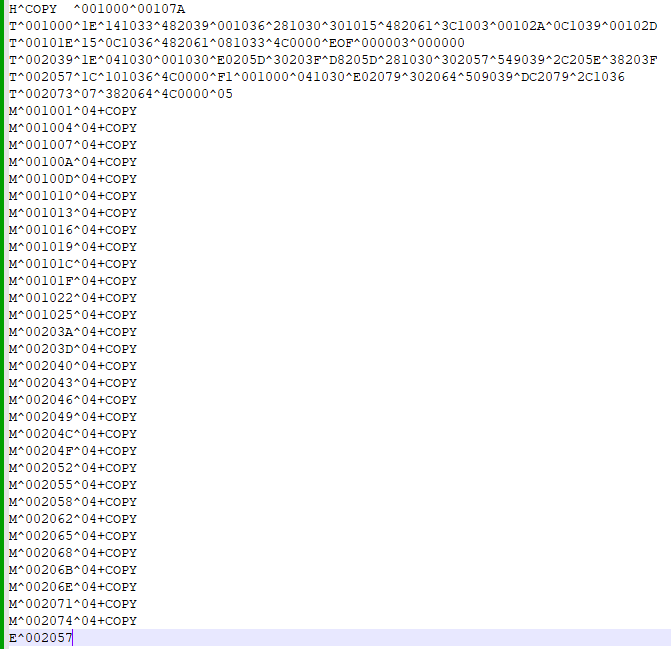 H^COPY  ^001000^00107A
T^001000^1E^141033^482039^001036^281030^301015^482061^3C1003^00102A^0C1039^00102D
T^00101E^15^0C1036^482061^081033^4C0000^EOF^000003^000000
T^002039^1E^041030^001030^E0205D^30203F^D8205D^281030^302057^549039^2C205E^38203F
T^002057^1C^101036^4C0000^F1^001000^041030^E02079^302064^509039^DC2079^2C1036
T^002073^07^382064^4C0000^05
M^001001^04+COPY
M^001004^04+COPY
M^001007^04+COPY
M^00100A^04+COPY
M^00100D^04+COPY
M^001010^04+COPY
M^001013^04+COPY
M^001016^04+COPY
M^001019^04+COPY
M^00101C^04+COPY
M^00101F^04+COPY
M^001022^04+COPY
M^001025^04+COPY
M^00203A^04+COPY
M^00203D^04+COPY
M^002040^04+COPY
M^002043^04+COPY
M^002046^04+COPY
M^002049^04+COPY
M^00204C^04+COPY
M^00204F^04+COPY
M^002052^04+COPY
M^002055^04+COPY
M^002058^04+COPY
M^002062^04+COPY
M^002065^04+COPY
M^002068^04+COPY
M^00206B^04+COPY
M^00206E^04+COPY
M^002071^04+COPY
M^002074^04+COPY
E^002057